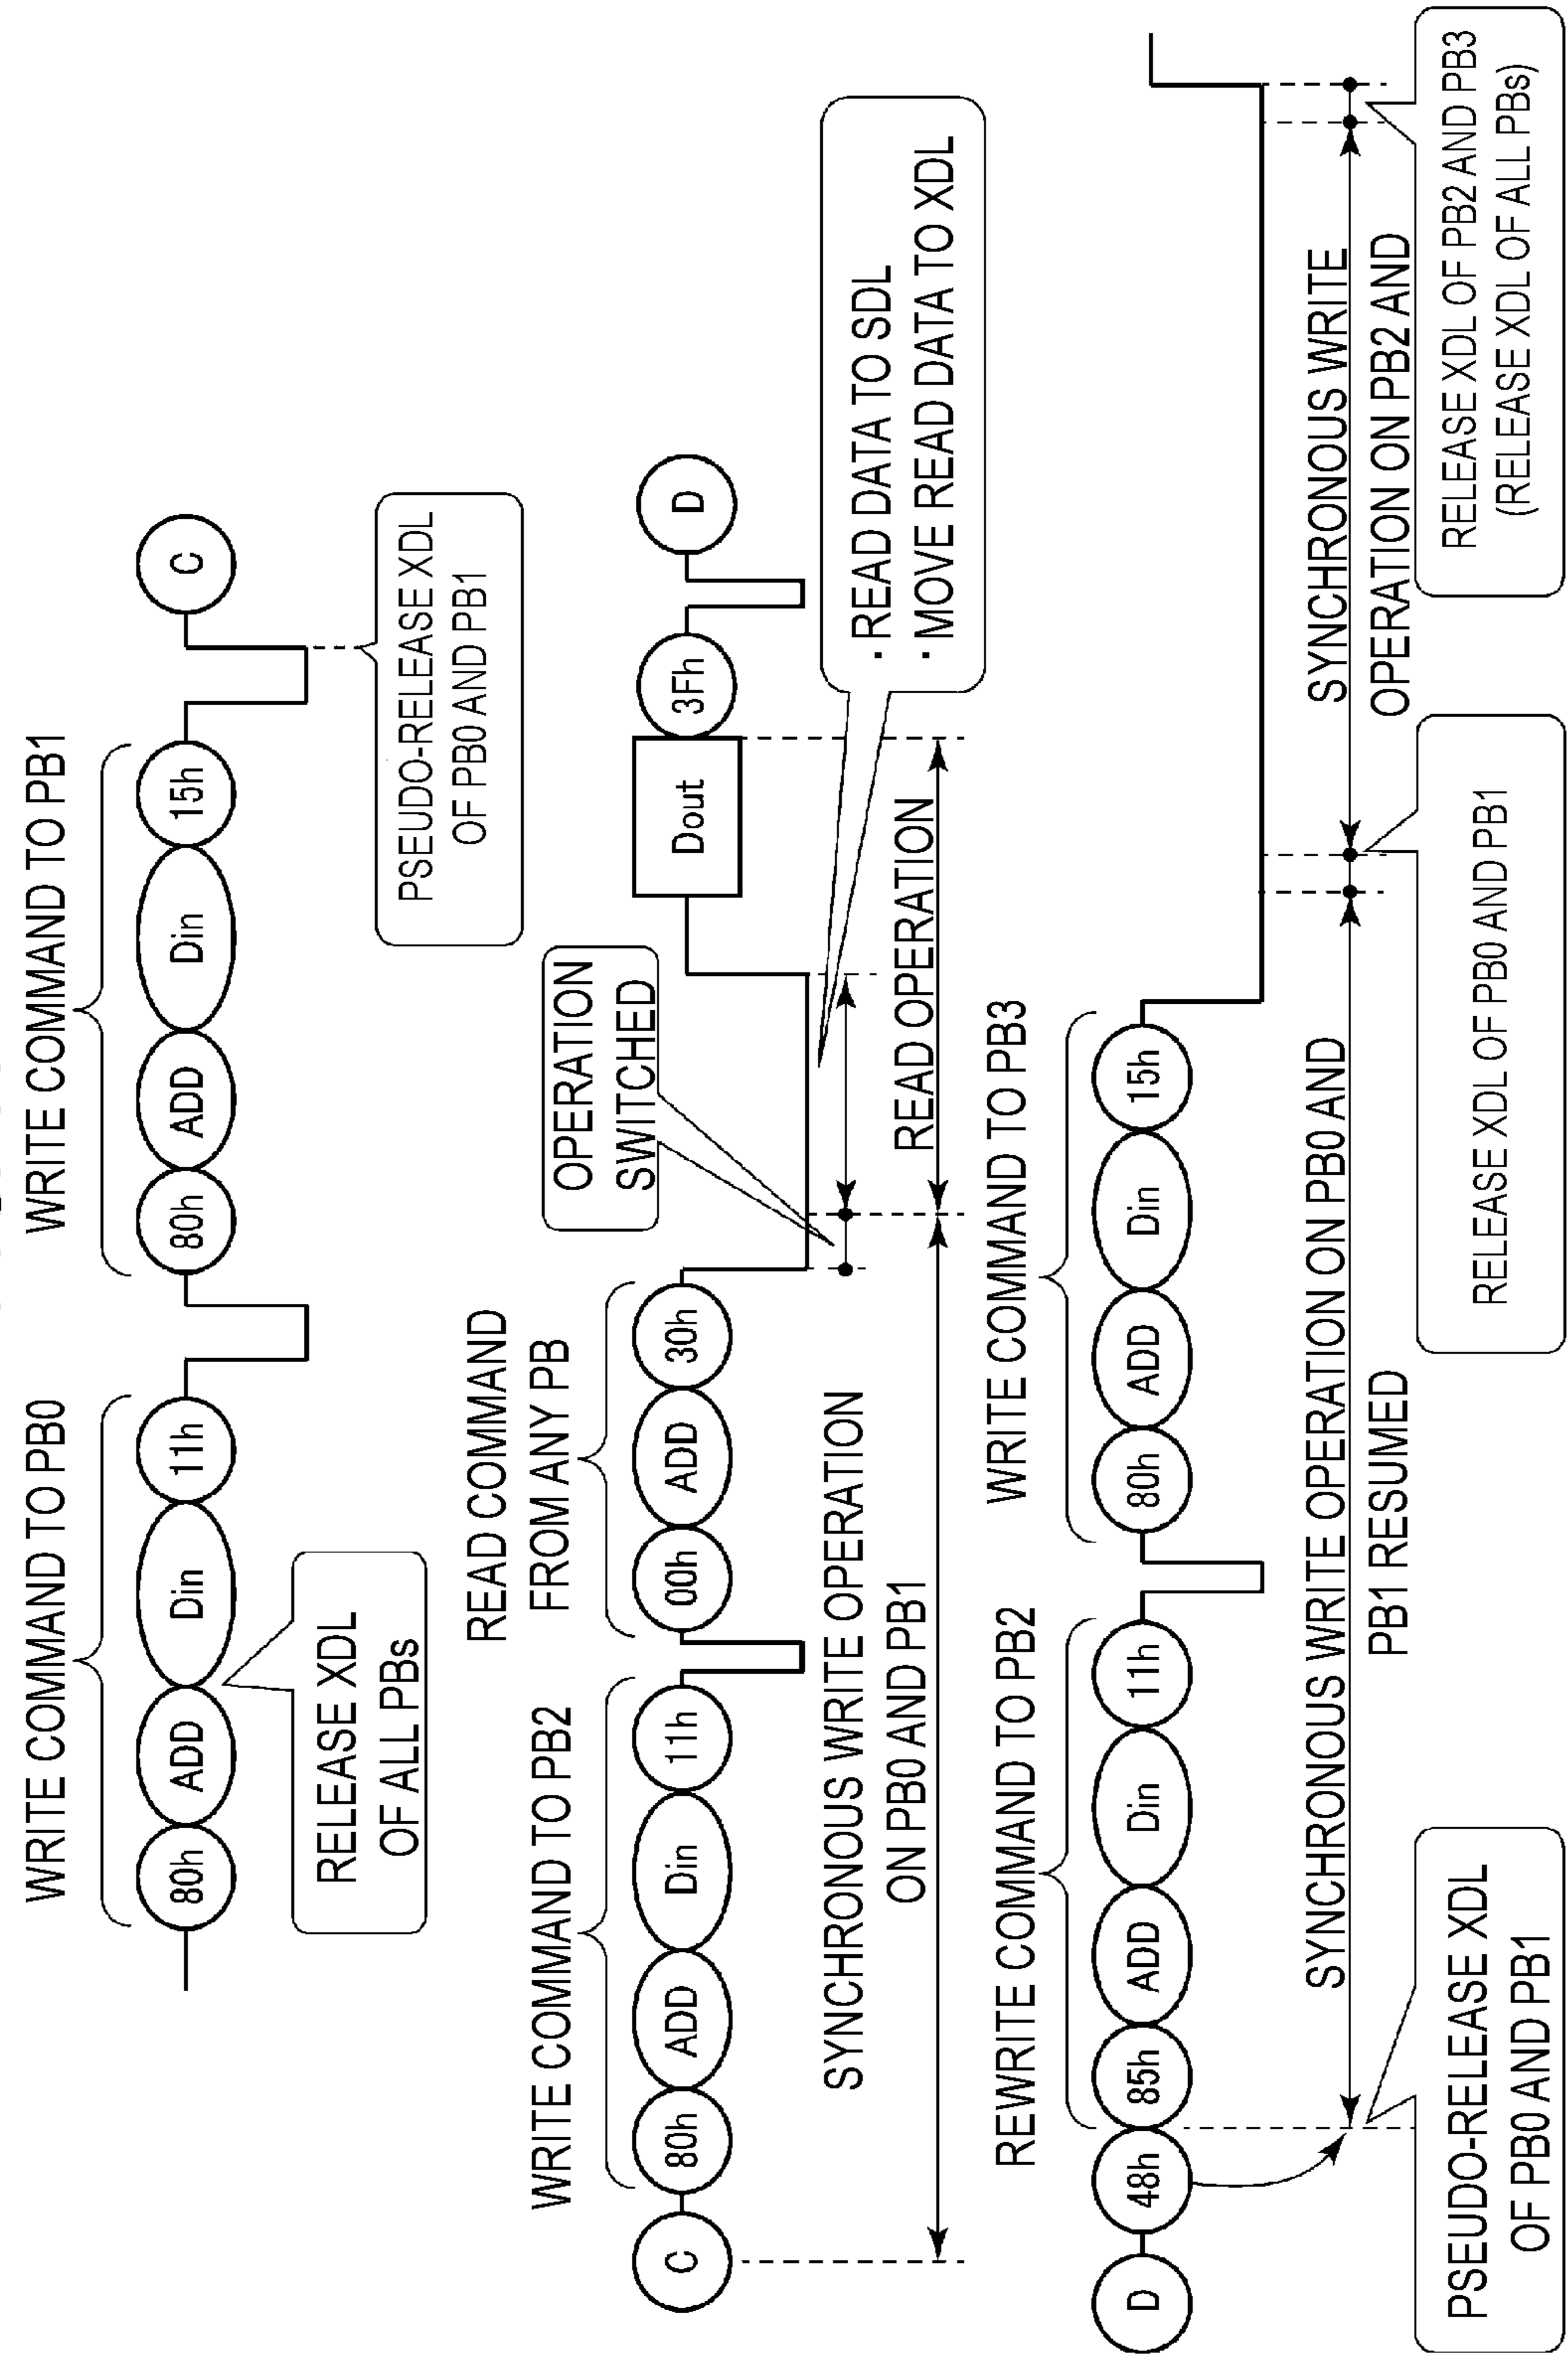 WRITE COMMAND TO PB0
WRITE COMMAND TO PB1
80h ADD Din 11h 80h ADD Din 15h C
RELEASE XDL
OF ALL PBs
PSEUDO-RELEASE XDL
OF PB0 AND PB1
WRITE COMMAND TO PB2
READ COMMAND
FROM ANY PB
OPERATION
SWITCHED
C 80h ADD Din 11h 00h ADD 30h Dout 3Fh D
SYNCHRONOUS WRITE OPERATION
ON PB0 AND PB1
READ OPERATION
· READ DATA TO SDL
· MOVE READ DATA TO XDL
REWRITE COMMAND TO PB2
WRITE COMMAND TO PB3
D 48h 85h ADD Din 11h 80h ADD Din 15h
SYNCHRONOUS WRITE OPERATION ON PB0 AND
PB1 RESUMED
SYNCHRONOUS WRITE
OPERATION ON PB2 AND
PSEUDO-RELEASE XDL
OF PB0 AND PB1
RELEASE XDL OF PB0 AND PB1
RELEASE XDL OF PB2 AND PB3
(RELEASE XDL OF ALL PBs)